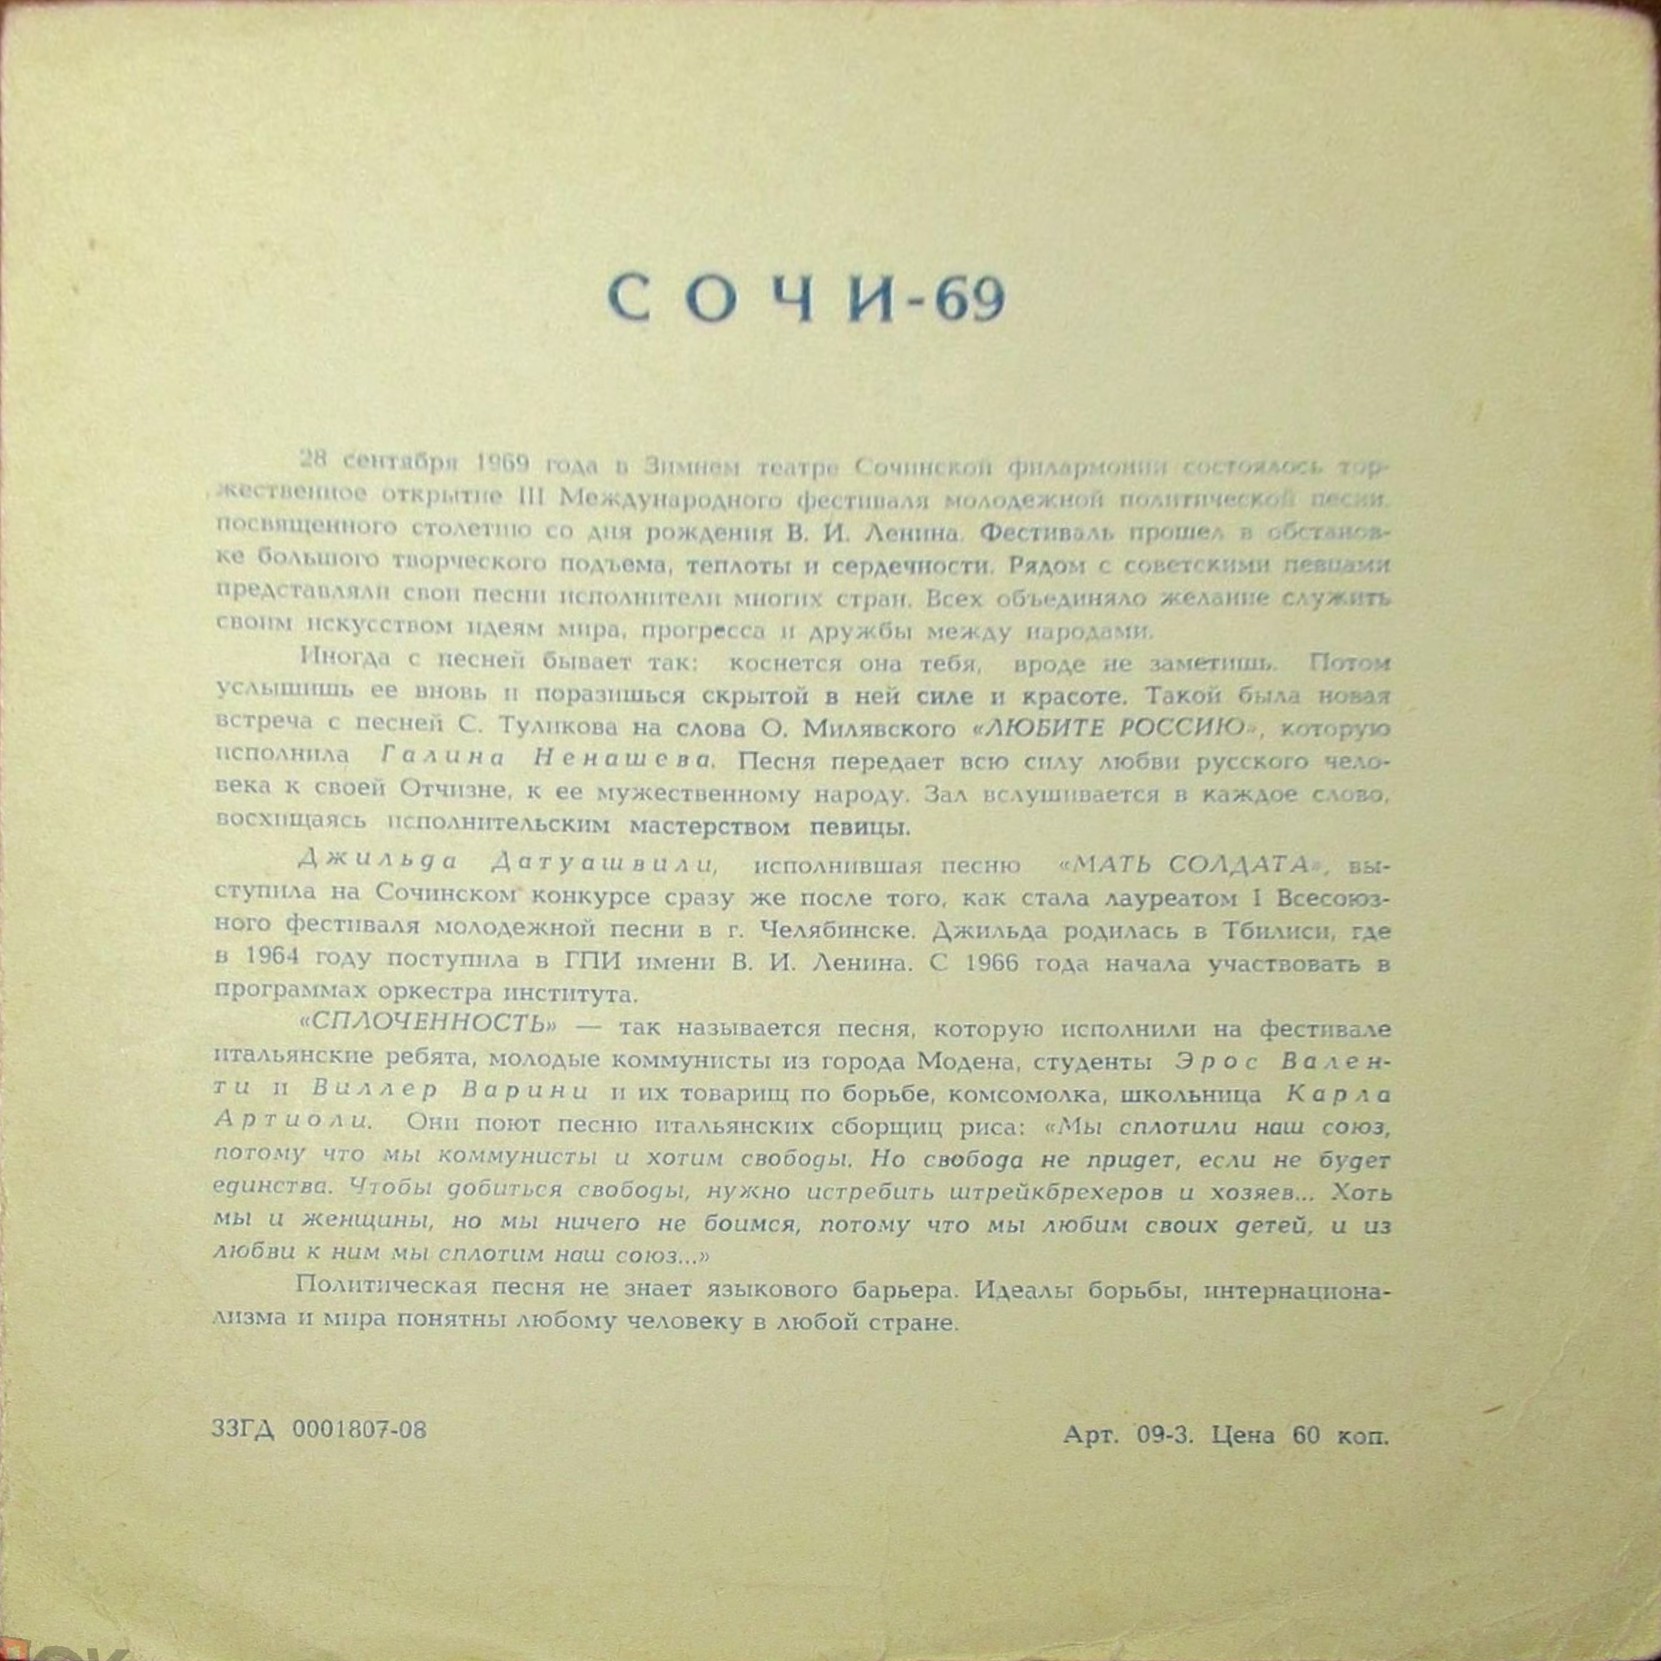 СОЧИ-69
28 сентября 1969 года в Зимнем театре Сочинской филармонии состоялось тор-
жественное открытие III Международного фестиваля молодежной политической песни,
посвященного столетию со дня рождения В. И. Ленина. Фестиваль прошел в обстанов-
ке большого творческого подъема, теплоты и сердечности. Рядом с советскими певцами
представляли свои песни исполнители многих стран. Всех объединяло желание служить
своим искусством идеям мира, прогресса и дружбы между народами.
Иногда с песней бывает так: коснется она тебя, вроде не заметишь. Потом
услышишь ее вновь и поразишься скрытой в ней силе и красоте. Такой была новая
встреча с песней С. Туликова на слова О. Милявского «ЛЮБИТЕ РОССИЮ», которую
исполнила Галина Ненашева. Песня передает всю силу любви русского чело-
века к своей Отчизне, к ее мужественному народу. Зал вслушивается в каждое слово,
восхищаясь исполнительским мастерством певицы.
Джильда Датуашвили, исполнившая песню «МАТЬ СОЛДАТА», вы-
ступила на Сочинском конкурсе сразу же после того, как стала лауреатом I Всесоюз-
ного фестиваля молодежной песни в г. Челябинске. Джильда родилась в Тбилиси, где
в 1964 году поступила в ГПИ имени В. И. Ленина. С 1966 года начала участвовать в
программах оркестра института.
«СПЛОЧЕННОСТЬ» — так называется песня, которую исполнили на фестивале
итальянские ребята, молодые коммунисты из города Модена, студенты Эрос Вален-
ти и Виллер Варини и их товарищ по борьбе, комсомолка, школьница Карла
Артиоли. Они поют песню итальянских сборщиц риса: «Мы сплотили наш союз,
потому что мы коммунисты и хотим свободы. Но свобода не придет, если не будет
единства. Чтобы добиться свободы, нужно истребить штрейкбрехеров и хозяев... Хоть
мы и женщины, но мы ничего не боимся, потому что мы любим своих детей, и из
любви к ним мы сплотим наш союз...»
Политическая песня не знает языкового барьера. Идеалы борьбы, интернациона-
лизма и мира понятны любому человеку в любой стране.
33ГД 0001807-08
Арт. 09-3. Цена 60 коп.